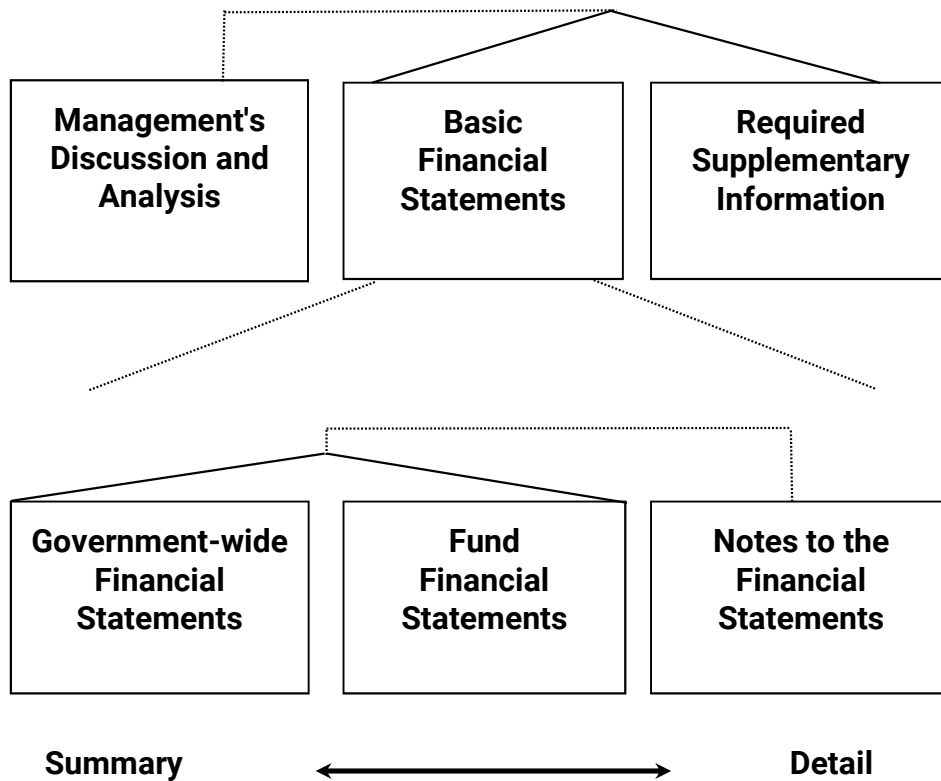 Management's
Discussion and
Analysis
Basic
Financial
Statements
Required
Supplementary
Information
Government-wide
Financial
Statements
Fund
Financial
Statements
Notes to the
Financial
Statements
Summary
Detail